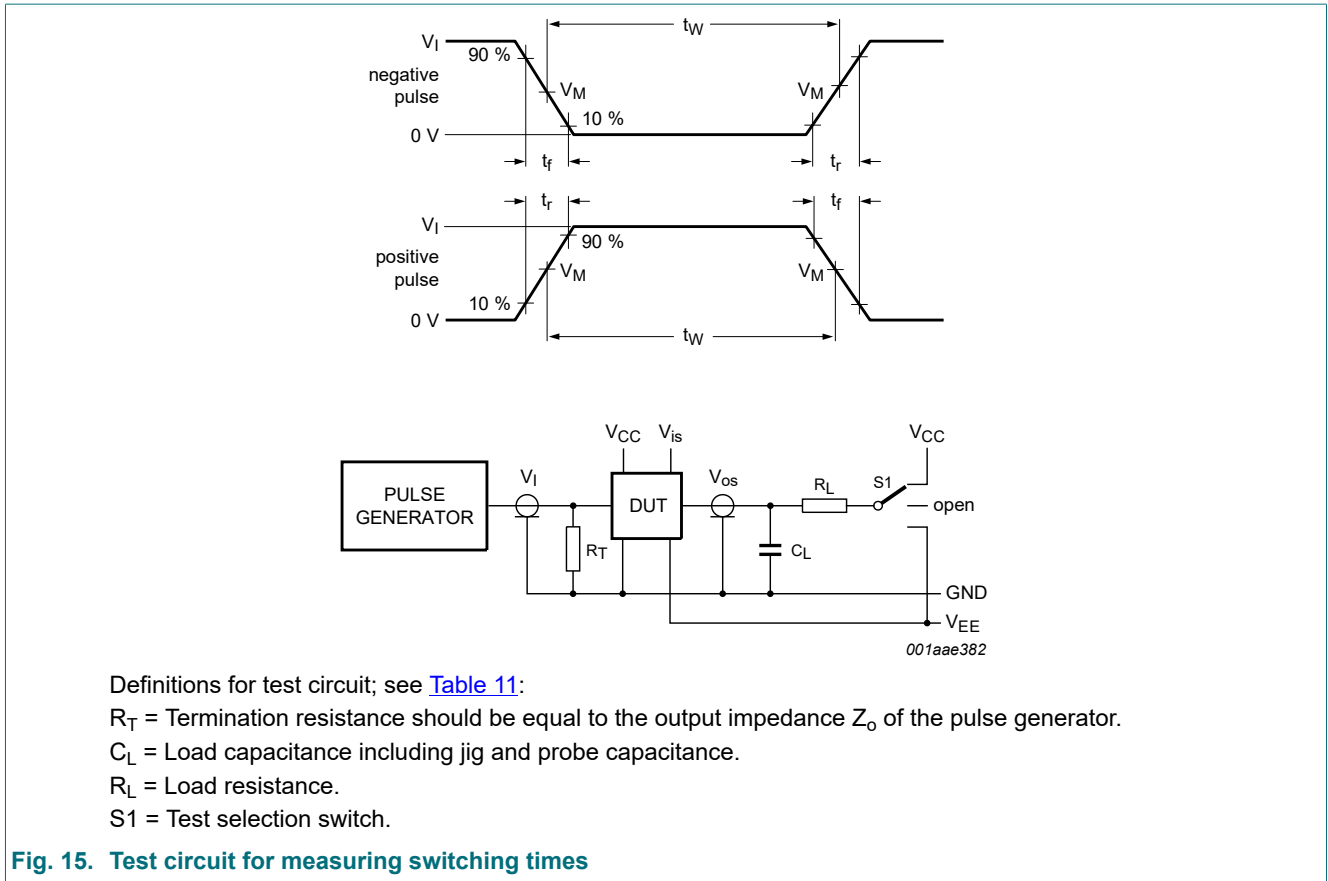 tW
VI
90 %
negative
pulse
VM
VM
10 %
0 V
tf
tr
tr
tf
VI
90 %
positive
pulse
VM
VM
10 %
0 V
tW
VCC
Vis
VCC
VI
Vos
RL
S1
PULSE
GENERATOR
DUT
open
RT
CL
GND
VEE
001aae382
Definitions for test circuit; see Table 11:
RT = Termination resistance should be equal to the output impedance Zo of the pulse generator.
CL = Load capacitance including jig and probe capacitance.
RL = Load resistance.
S1 = Test selection switch.
Fig. 15. Test circuit for measuring switching times